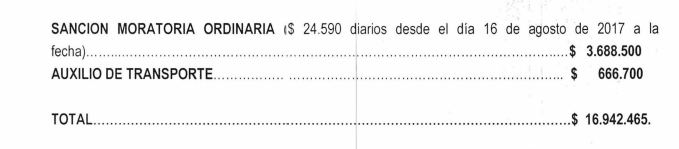 SANCION MORATORIA ORDINARIA ($ 24.590 diarios desde el día 16 de agosto de 2017 a la
fecha)..........................................................................................................................$ 3.688.500
AUXILIO DE TRANSPORTE................. ................................................................. $ 666.700
TOTAL.........................................................................................................................$ 16.942.465.